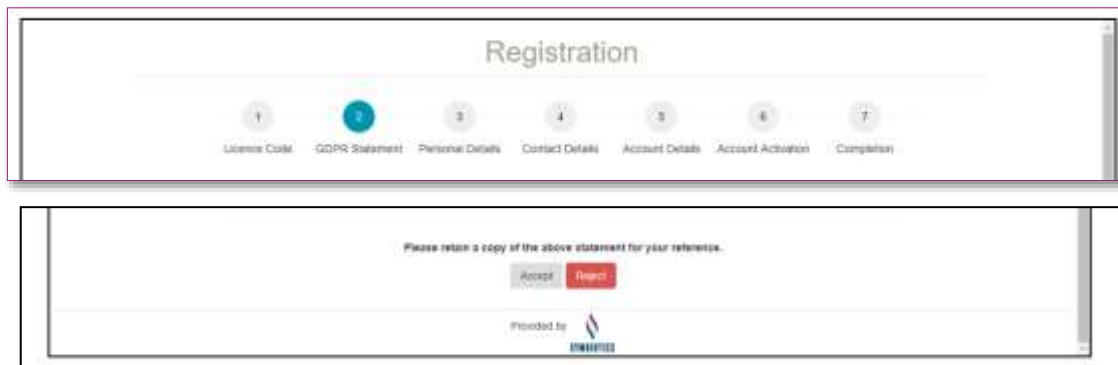 Registration
1 2 3 4 5 6 7
Licence Code GDPR Statement Personal Details Contact Details Account Details Account Activation Completion
Please retain a copy of the above statement for your reference.
Accept Reject
Provided by